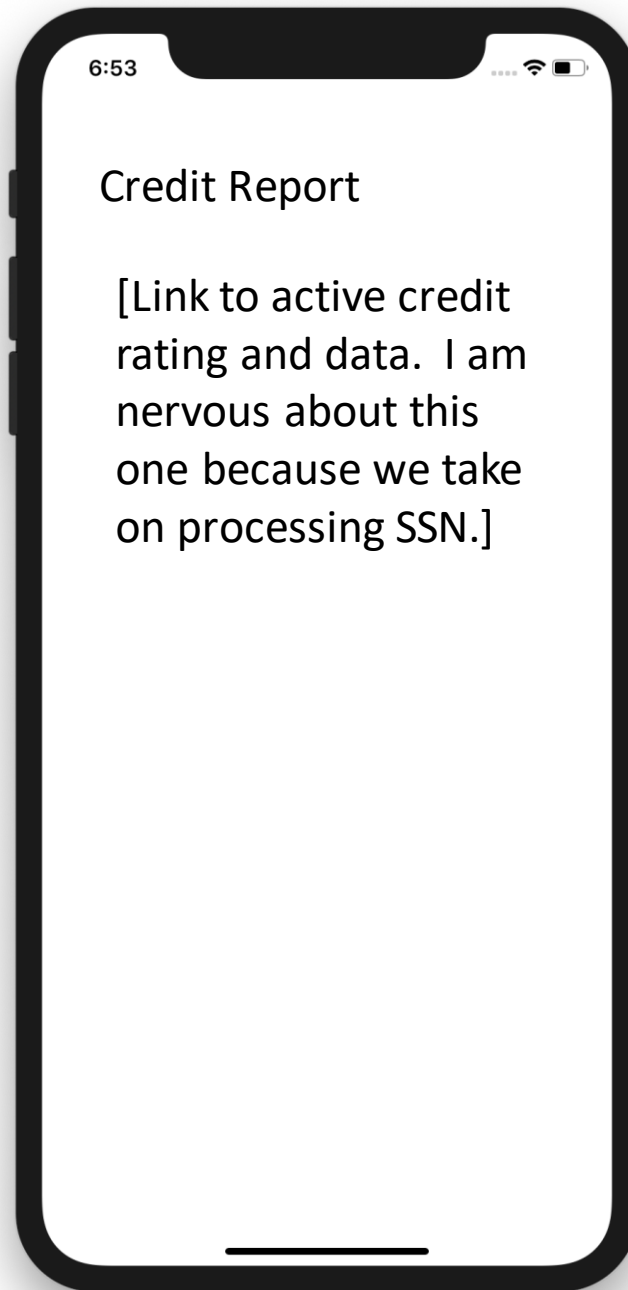 6:53
Credit Report
[Link to active credit
rating and data.  I am
nervous about this
one because we take
on processing SSN.]